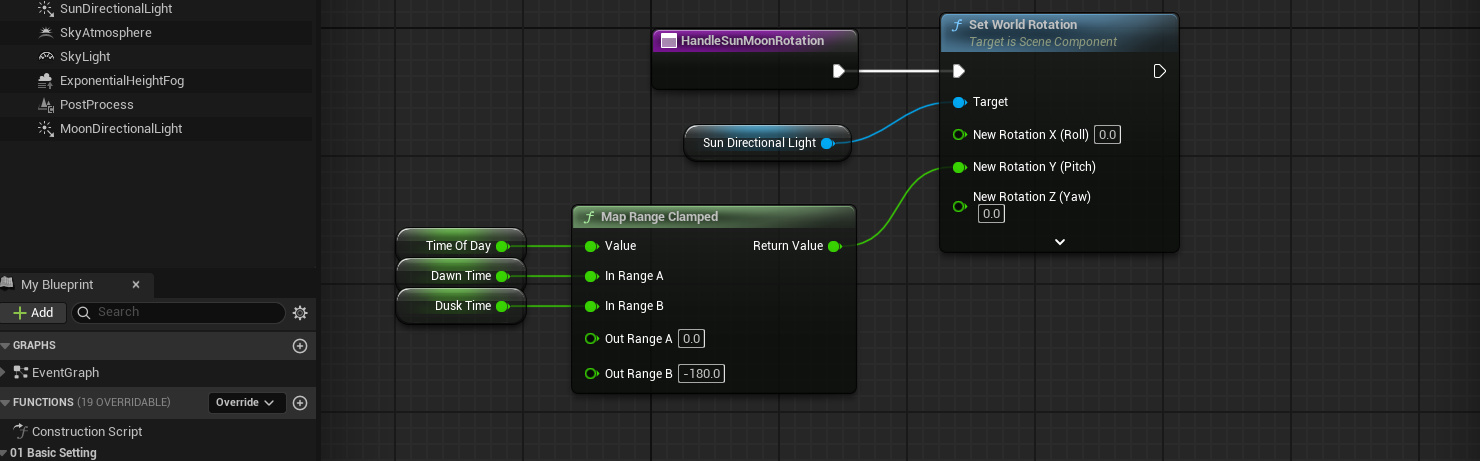 SunDirectionalLight
SkyAtmosphere
SkyLight
ExponentialHeightFog
PostProcess
MoonDirectionalLight
My Blueprint
Add
Search
GRAPHS
EventGraph
FUNCTIONS (19 OVERRIDABLE)
Override
Construction Script
01 Basic Setting
HandleSunMoonRotation
Sun Directional Light
Set World Rotation
Target is Scene Component
Target
New Rotation X (Roll) 0.0
New Rotation Y (Pitch)
New Rotation Z (Yaw)
0.0
Time Of Day
Dawn Time
Dusk Time
Map Range Clamped
Value Return Value
In Range A
In Range B
Out Range A 0.0
Out Range B -180.0